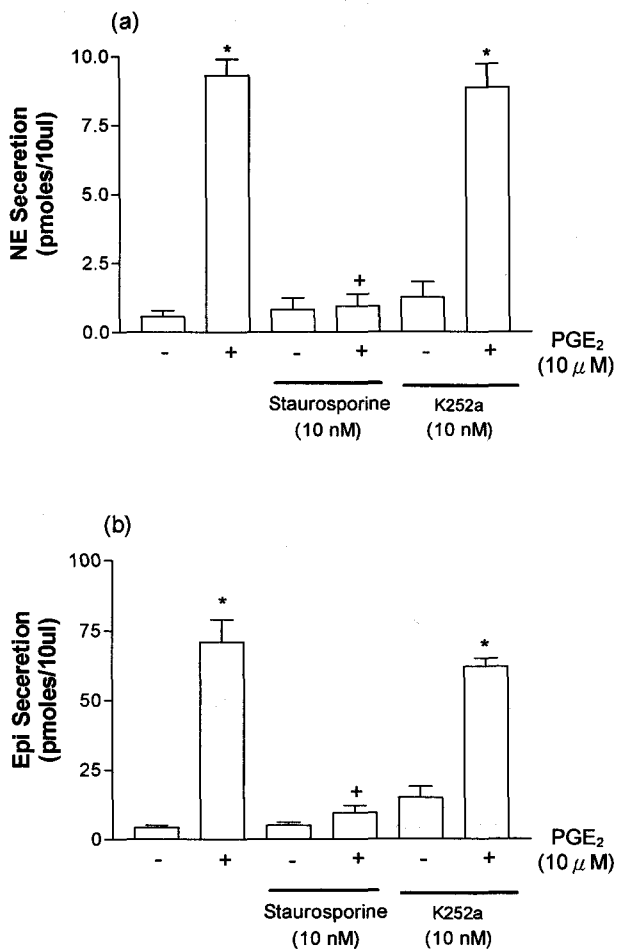 (a)
NE Seceretion
(pmoles/10ul)
10.0
7.5
5.0
2.5
0.0
*
+
*
- + - + - +
PGE₂
(10 μM)
Staurosporine
(10 nM)
K252a
(10 nM)
(b)
Epi Seceretion
(pmoles/10ul)
100
75
50
25
0
*
+
*
- + - + - +
PGE₂
(10 μM)
Staurosporine
(10 nM)
K252a
(10 nM)